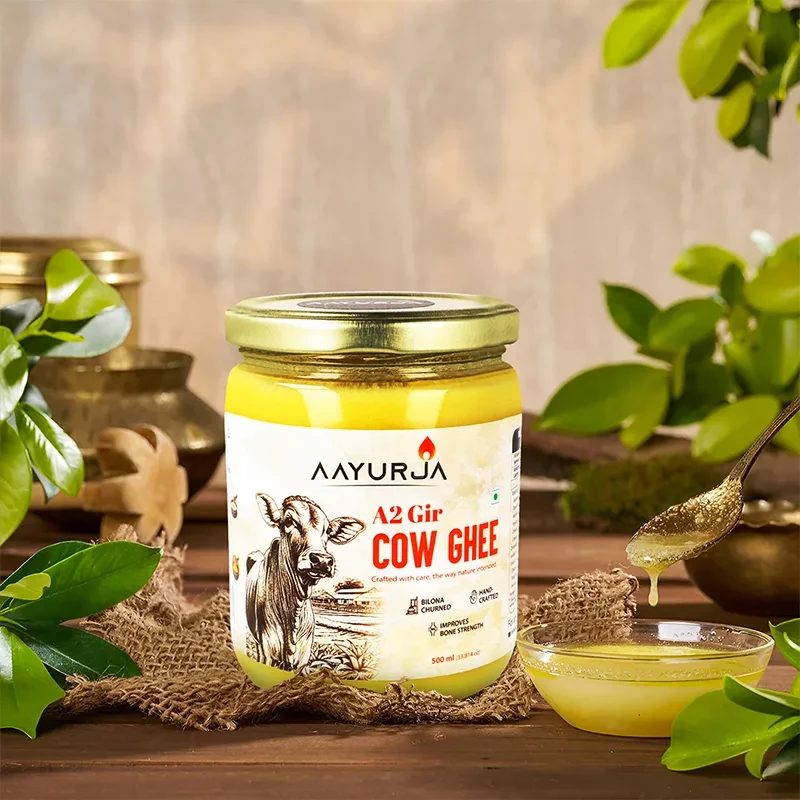 AAYURJA
AAYURJA
A2 Gir
COW GHEE
Crafted with care, the way nature intended.
BILONA
CHURNED
HAND-
CRAFTED
IMPROVES
BONE STRENGTH
500 ml